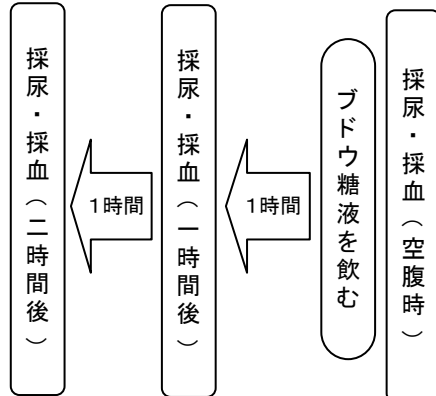 採尿・採血（空腹時）
ブドウ糖液を飲む
1時間
採尿・採血（一時間後）
1時間
採尿・採血（二時間後）